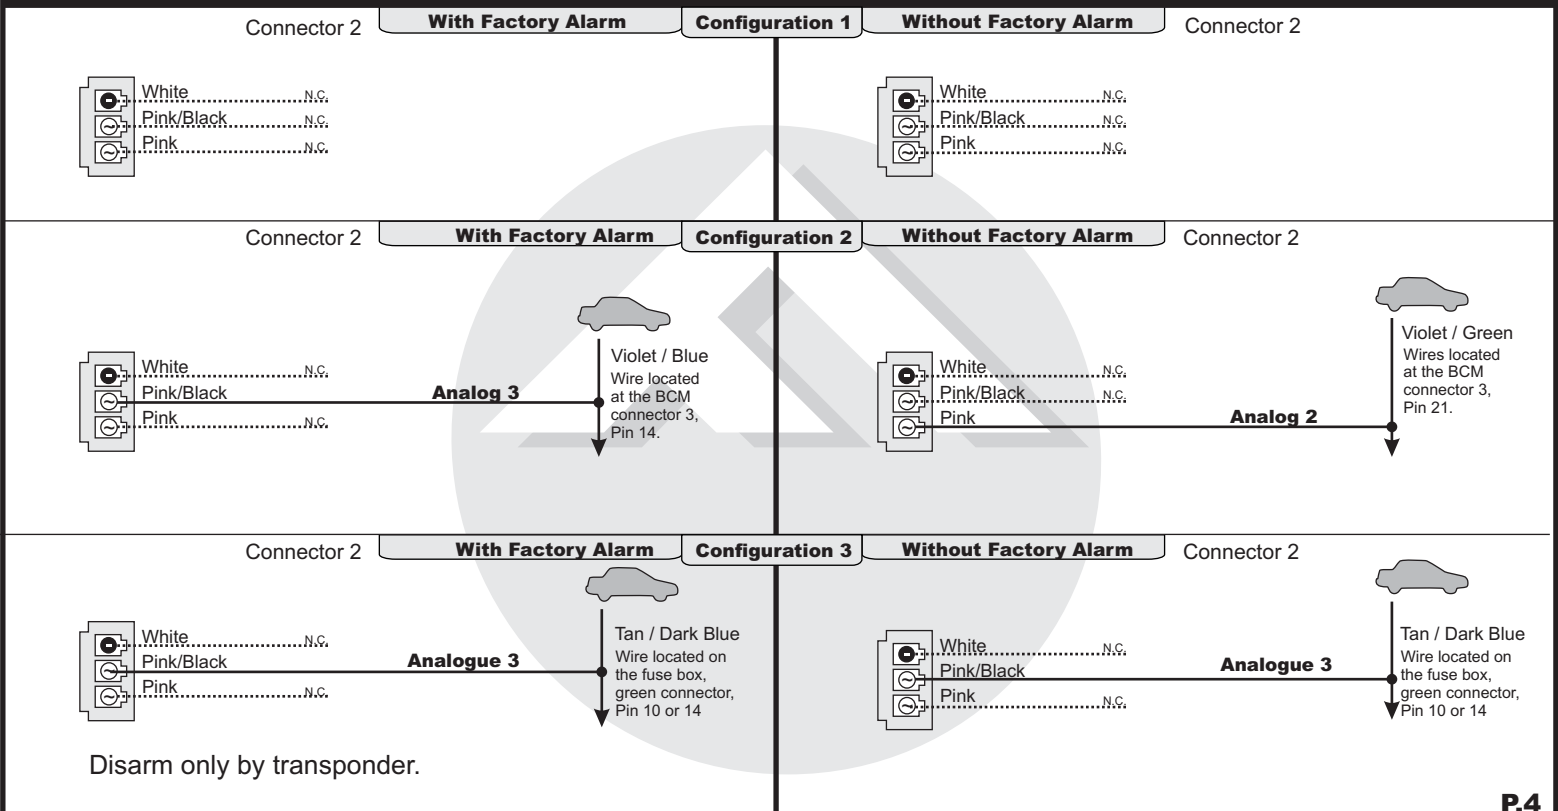 Connector 2 With Factory Alarm Configuration 1 Without Factory Alarm Connector 2
White N.C.
Pink/Black N.C.
Pink N.C.
White N.C.
Pink/Black N.C.
Pink N.C.
Connector 2 With Factory Alarm Configuration 2 Without Factory Alarm Connector 2
White N.C.
Pink/Black Analog 3
Pink N.C.
Violet / Blue
Wire located
at the BCM
connector 3,
Pin 14.
White N.C.
Pink/Black N.C.
Pink Analog 2
Violet / Green
Wires located
at the BCM
connector 3,
Pin 21.
Connector 2 With Factory Alarm Configuration 3 Without Factory Alarm Connector 2
White N.C.
Pink/Black Analogue 3
Pink N.C.
Tan / Dark Blue
Wire located on
the fuse box,
green connector,
Pin 10 or 14
White N.C.
Pink/Black Analogue 3
Pink N.C.
Tan / Dark Blue
Wire located on
the fuse box,
green connector,
Pin 10 or 14
Disarm only by transponder.
P.4